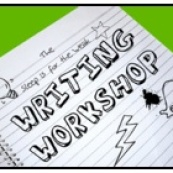 The
Sleep is for the Weak
WRITING
WORKSHOP